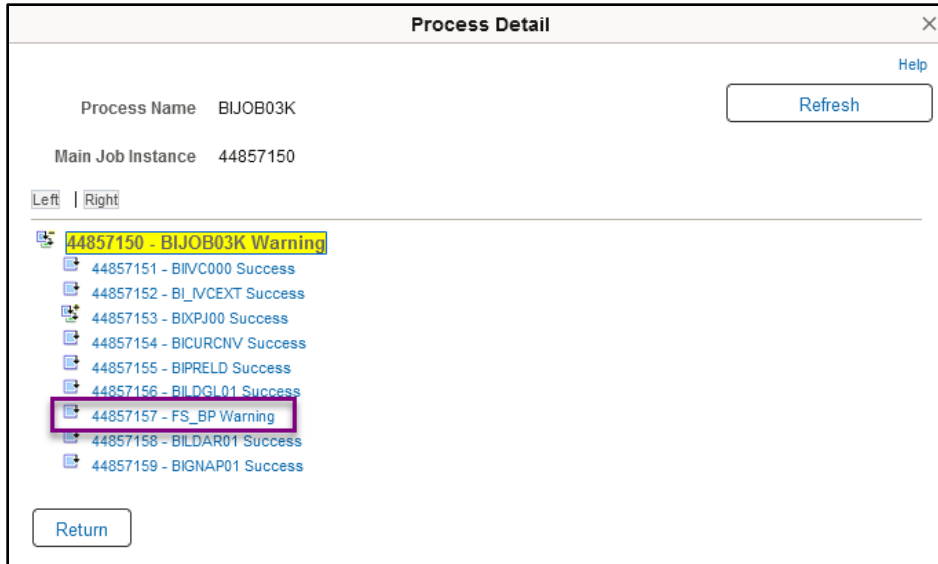 Process Detail
Help
Process Name BIJOB03K
Refresh
Main Job Instance 44857150
Left | Right
44857150 - BIJOB03K Warning
44857151 - BIIVC000 Success
44857152 - BI_IVCEXT Success
44857153 - BIXPJ00 Success
44857154 - BICURCNV Success
44857155 - BIPRELD Success
44857156 - BILDGL01 Success
44857157 - FS_BP Warning
44857158 - BILDAR01 Success
44857159 - BIGNAP01 Success
Return